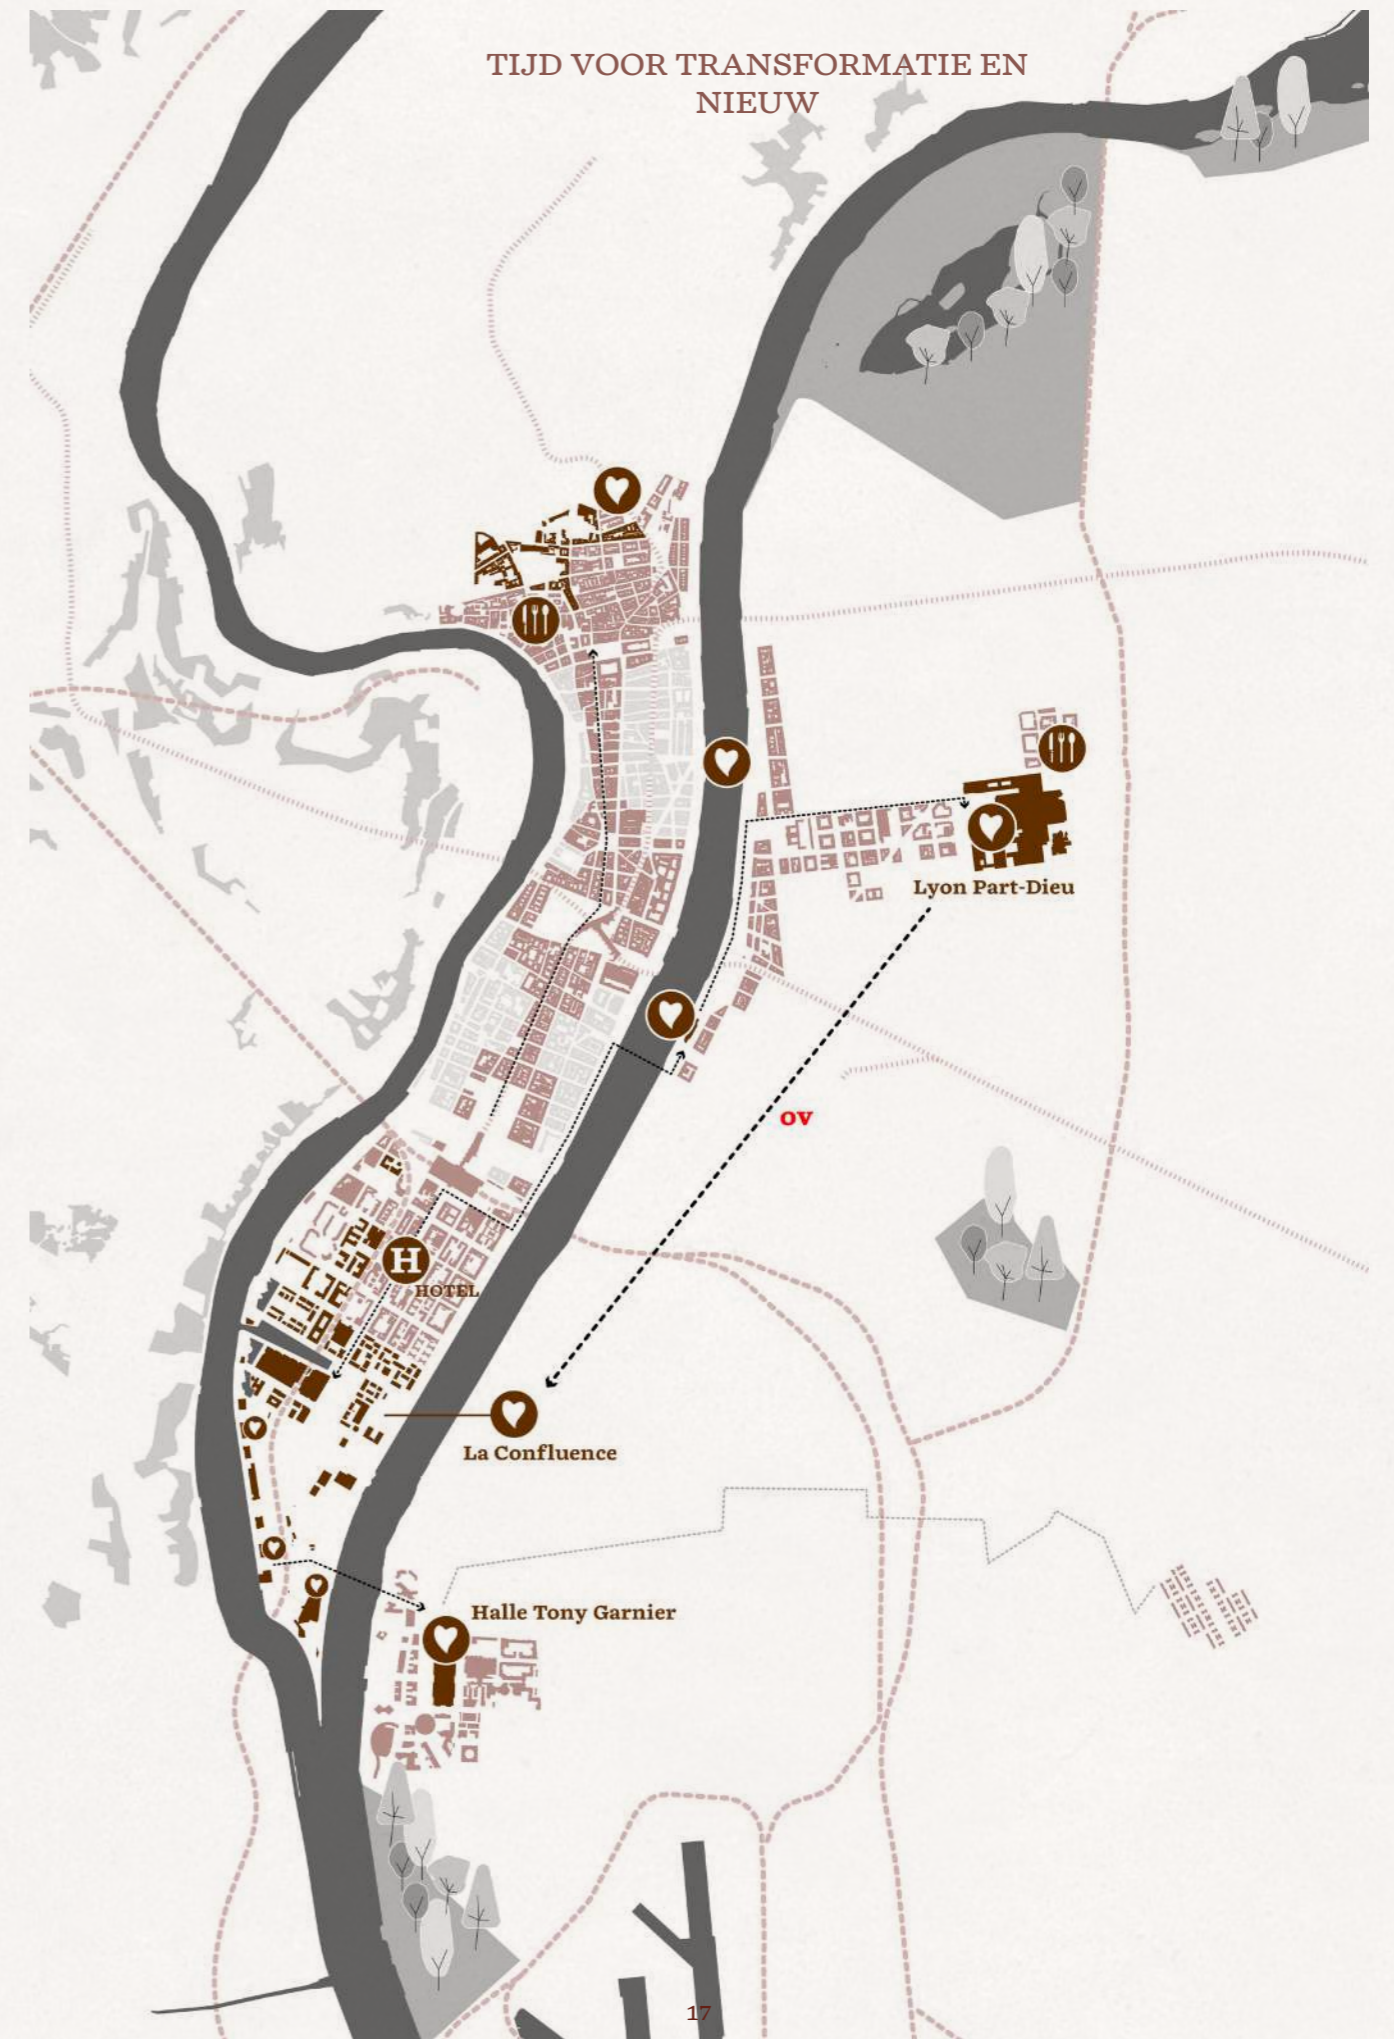 TIJD VOOR TRANSFORMATIE EN
NIEUW
Lyon Part-Dieu
ov
H
HOTEL
La Confluence
Halle Tony Garnier
17